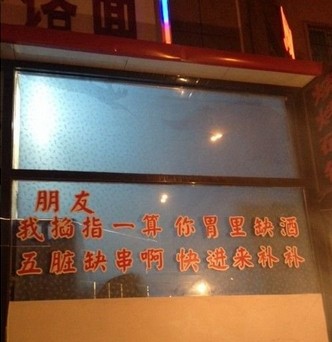 朋友
我掐指一算 你胃里缺酒
五脏缺串啊 快进来补补